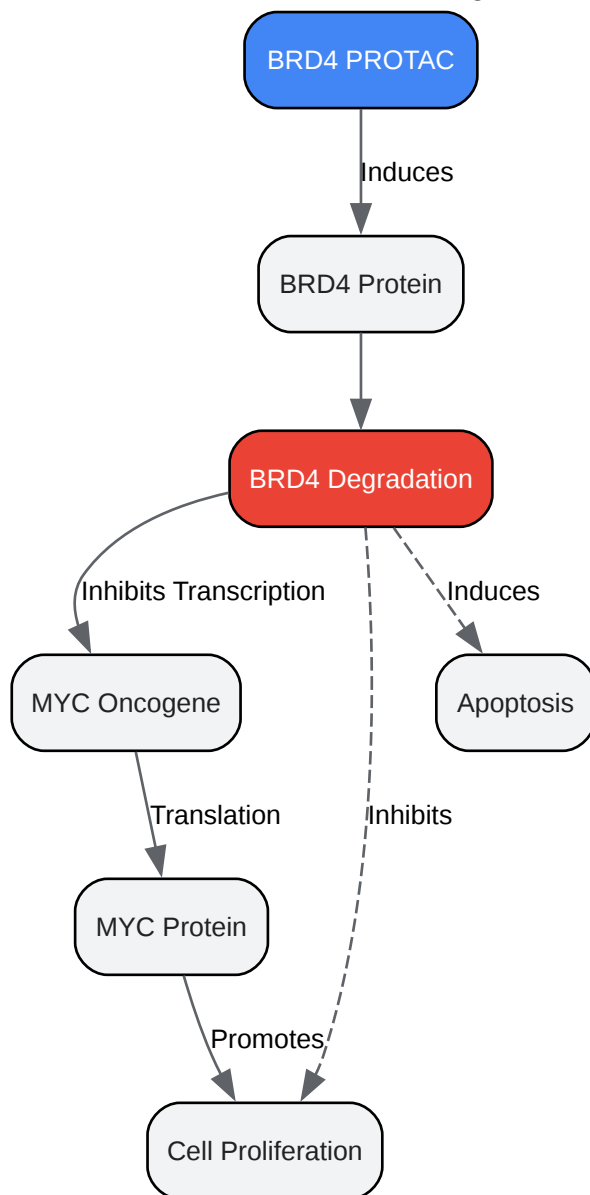 BRD4 PROTAC
Induces
BRD4 Protein
BRD4 Degradation
Inhibits Transcription
Induces
MYC Oncogene
Apoptosis
Translation
Inhibits
MYC Protein
Promotes
Cell Proliferation